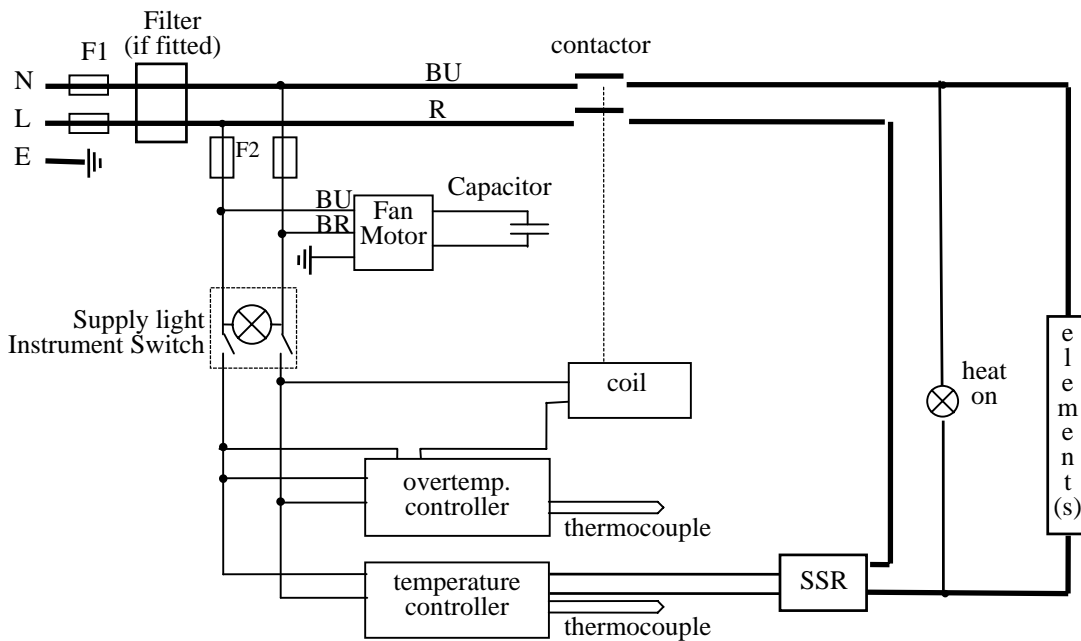 Filter
(if fitted)
F1
contactor
N
BU
L
R
E
F2
Capacitor
BU
Fan
BR
Motor
Supply light
Instrument Switch
coil
heat
on
e
l
e
m
e
n
t
(s)
overtemp.
controller
thermocouple
temperature
controller
SSR
thermocouple